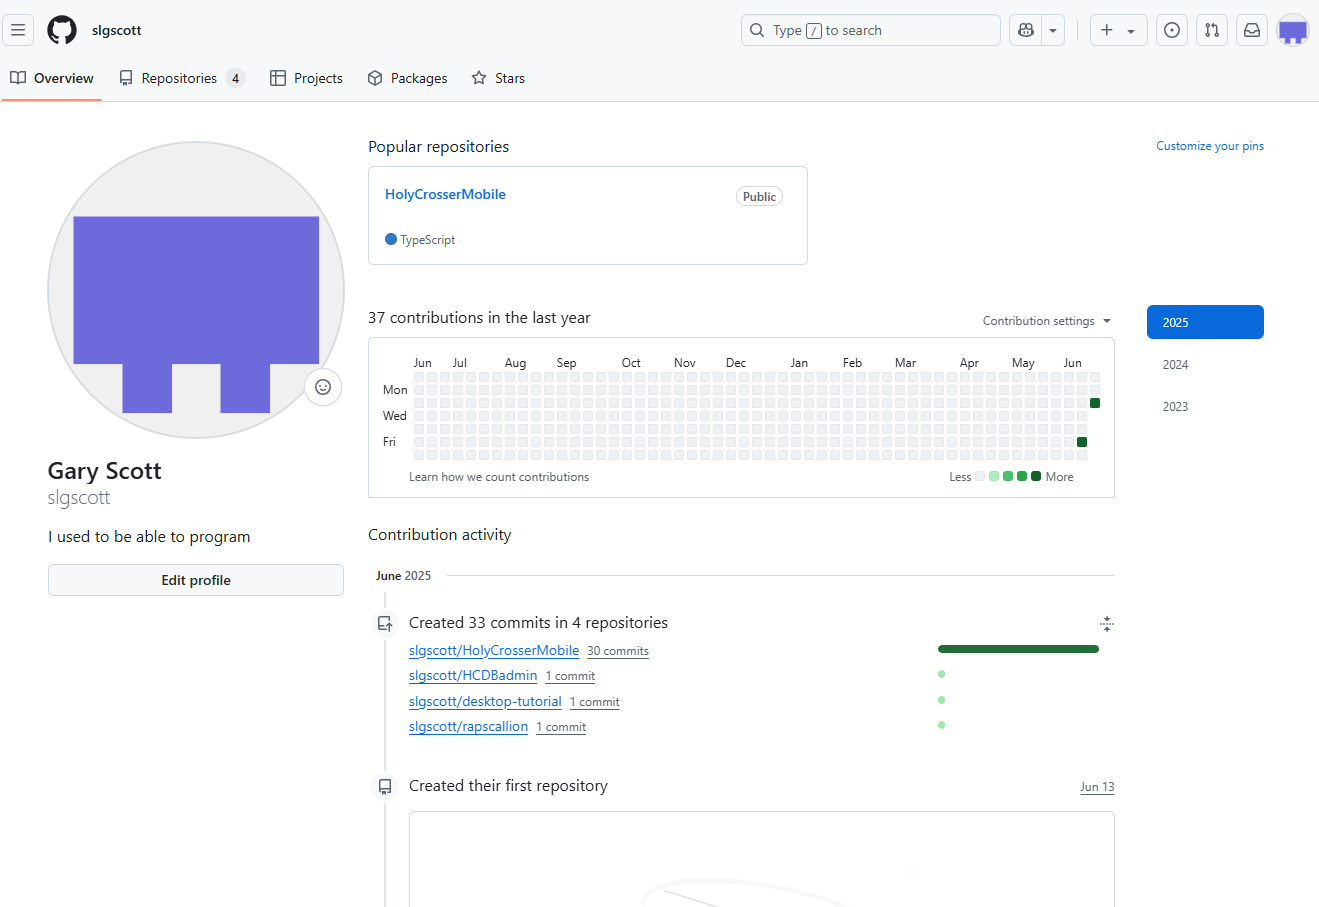 slgscott
Type / to search
Overview
Repositories 4
Projects
Packages
Stars
Popular repositories
Customize your pins
HolyCrosserMobile
Public
TypeScript
37 contributions in the last year
Contribution settings
2025
2024
2023
Jun Jul Aug Sep Oct Nov Dec Jan Feb Mar Apr May Jun
Mon
Wed
Fri
Learn how we count contributions
Less
More
Gary Scott
slgscott
I used to be able to program
Edit profile
Contribution activity
June 2025
Created 33 commits in 4 repositories
slgscott/HolyCrosserMobile 30 commits
slgscott/HCDBadmin 1 commit
slgscott/desktop-tutorial 1 commit
slgscott/rapscallion 1 commit
Created their first repository
Jun 13